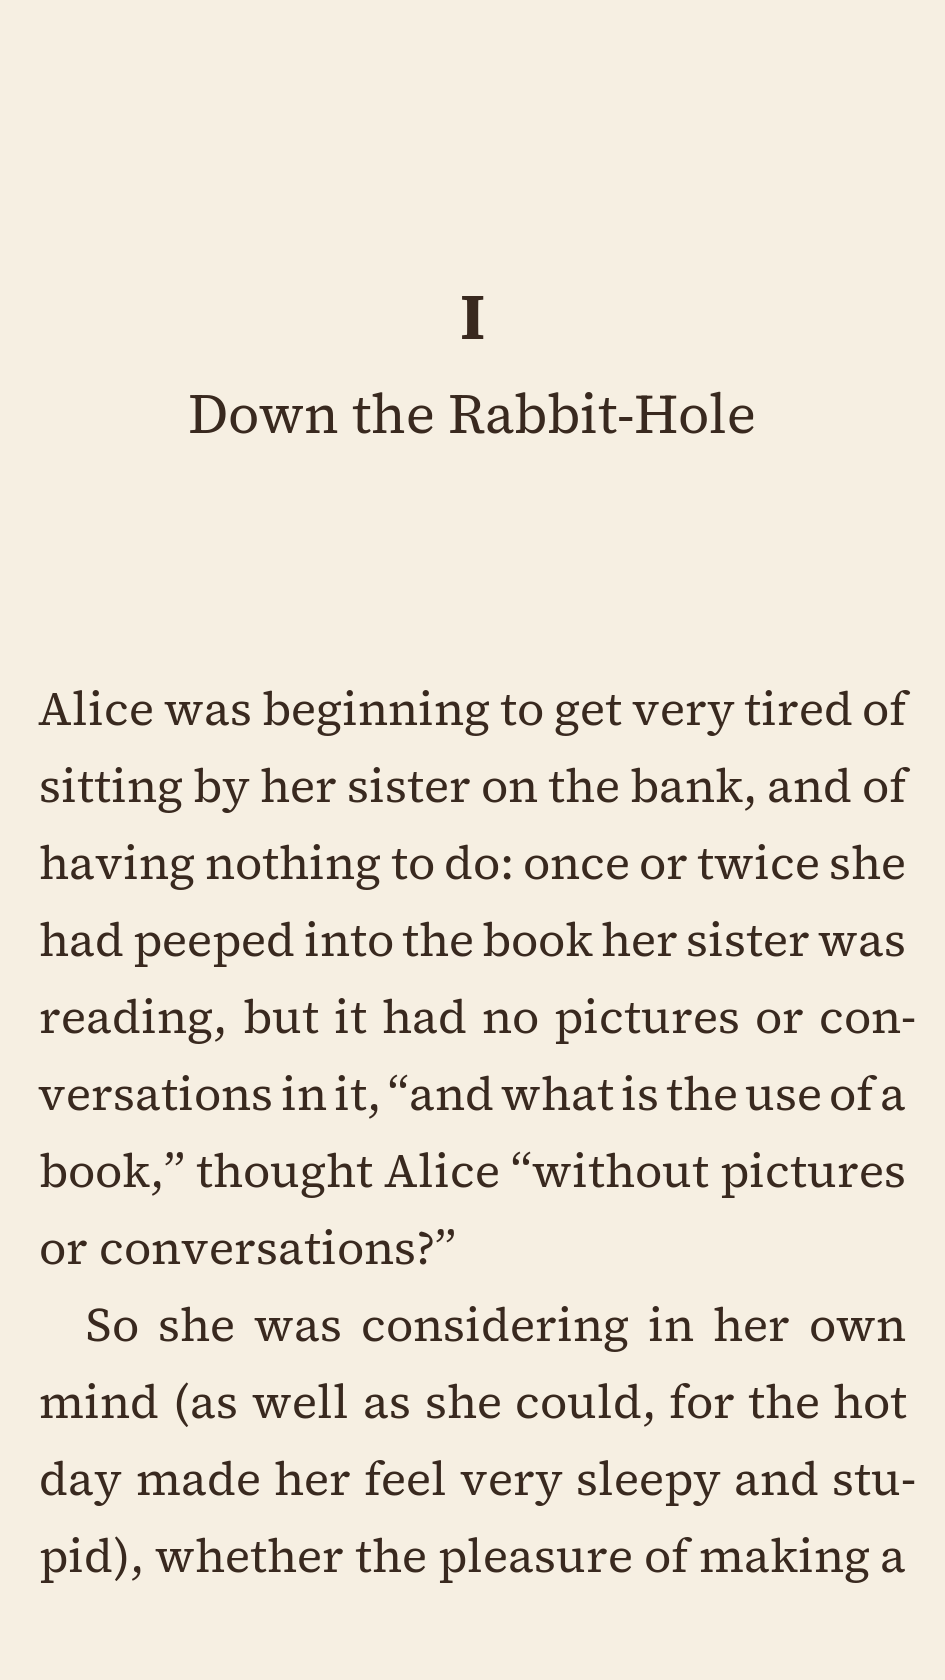 I
Down the Rabbit-Hole
Alice was beginning to get very tired of
sitting by her sister on the bank, and of
having nothing to do: once or twice she
had peeped into the book her sister was
reading, but it had no pictures or con-
versations in it, “and what is the use of a
book,” thought Alice “without pictures
or conversations?”
So she was considering in her own
mind (as well as she could, for the hot
day made her feel very sleepy and stu-
pid), whether the pleasure of making a